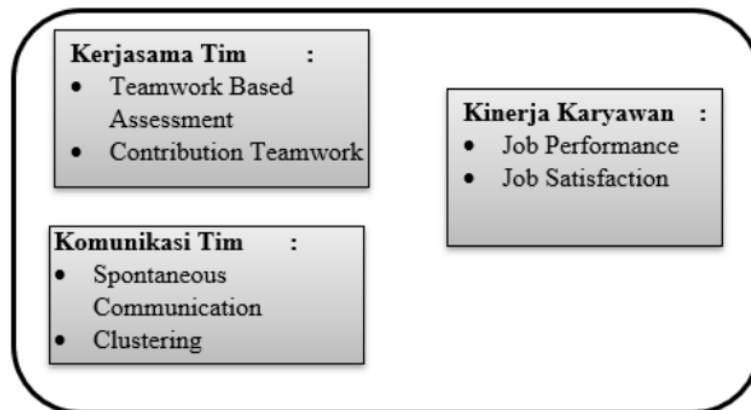 Kerjasama Tim :
• Teamwork Based
Assessment
• Contribution Teamwork
Komunikasi Tim :
• Spontaneous
Communication
• Clustering
Kinerja Karyawan :
• Job Performance
• Job Satisfaction